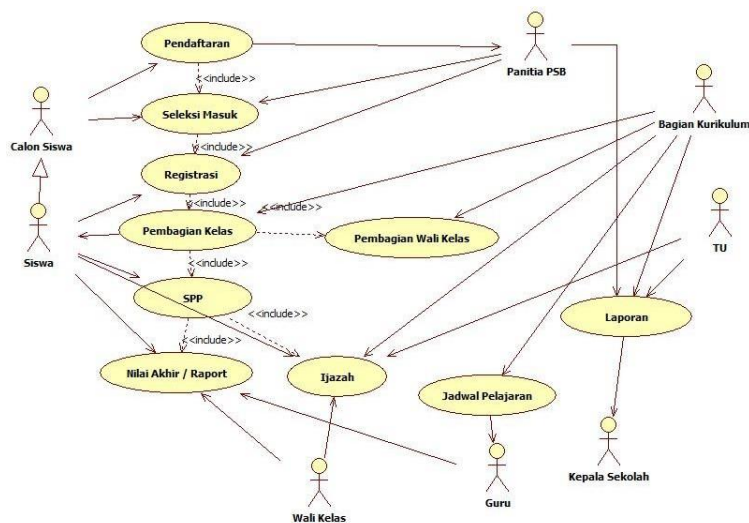 Pendaftaran
Panitia PSB
<<include>>
Calon Siswa
Seleksi Masuk
Bagian Kurikulum
<<include>>
Registrasi
<<include>>
<<include>>
Siswa
Pembagian Kelas
Pembagian Wali Kelas
TU
<<include>>
SPP
<<include>>
Laporan
<<include>>
Nilai Akhir / Raport
Ijazah
Jadwal Pelajaran
Kepala Sekolah
Guru
Wali Kelas